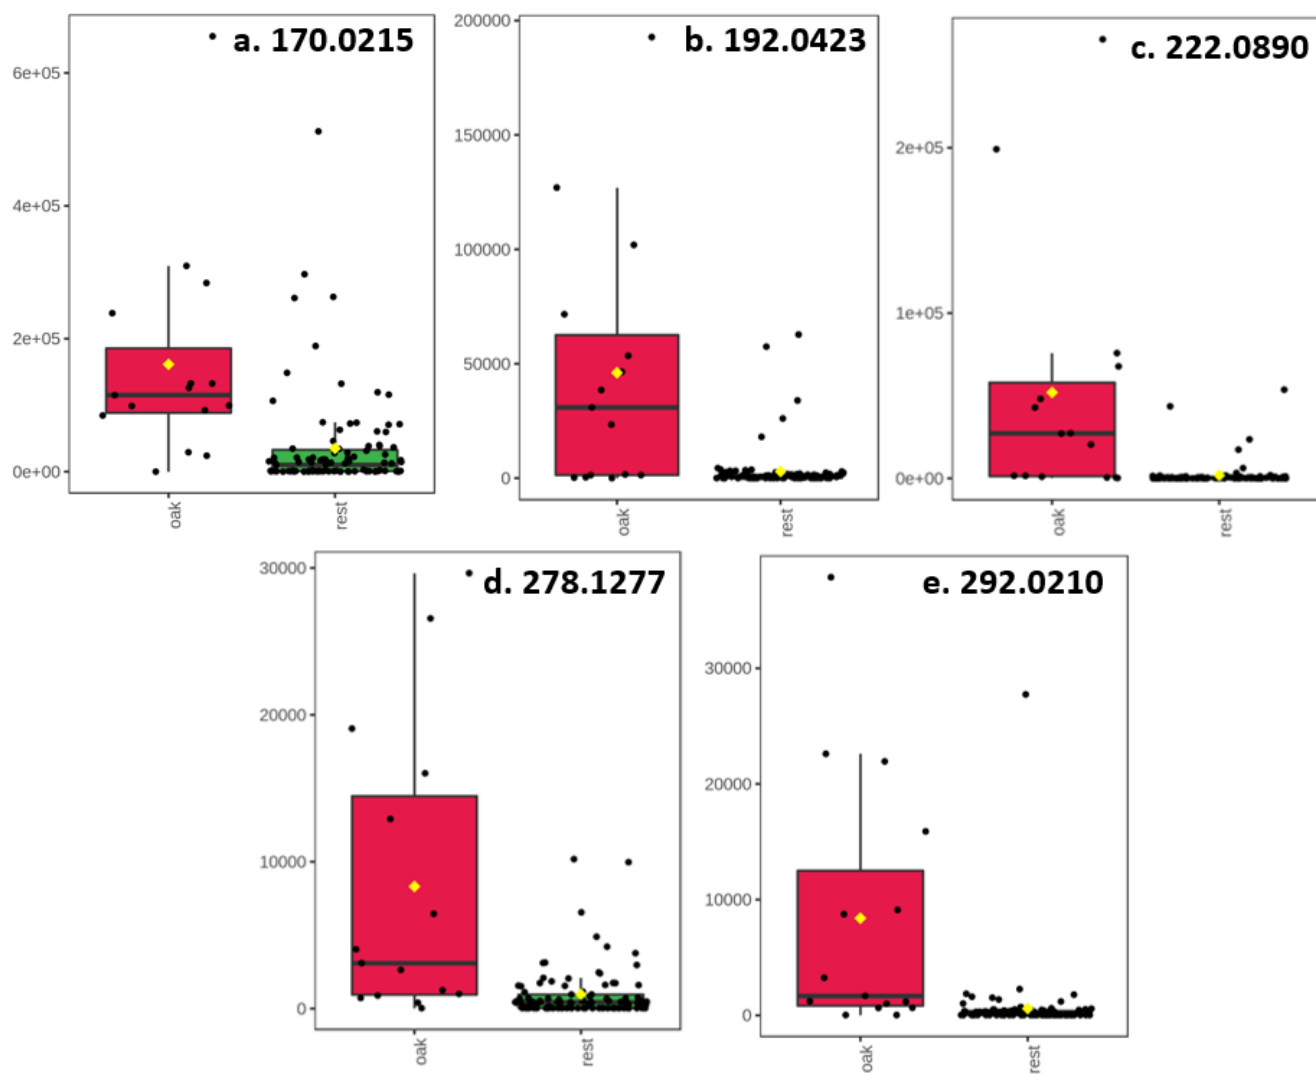 a. 170.0215
6e+05
4e+05
2e+05
0e+00
oak
rest
b. 192.0423
200000
150000
100000
50000
0
oak
rest
c. 222.0890
2e+05
1e+05
0e+00
oak
rest
d. 278.1277
30000
20000
10000
0
oak
rest
e. 292.0210
30000
20000
10000
0
oak
rest